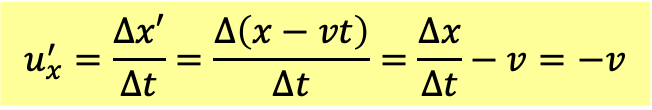 u′ₓ = Δx′/Δt = Δ(x − vt)/Δt = Δx/Δt − v = −v